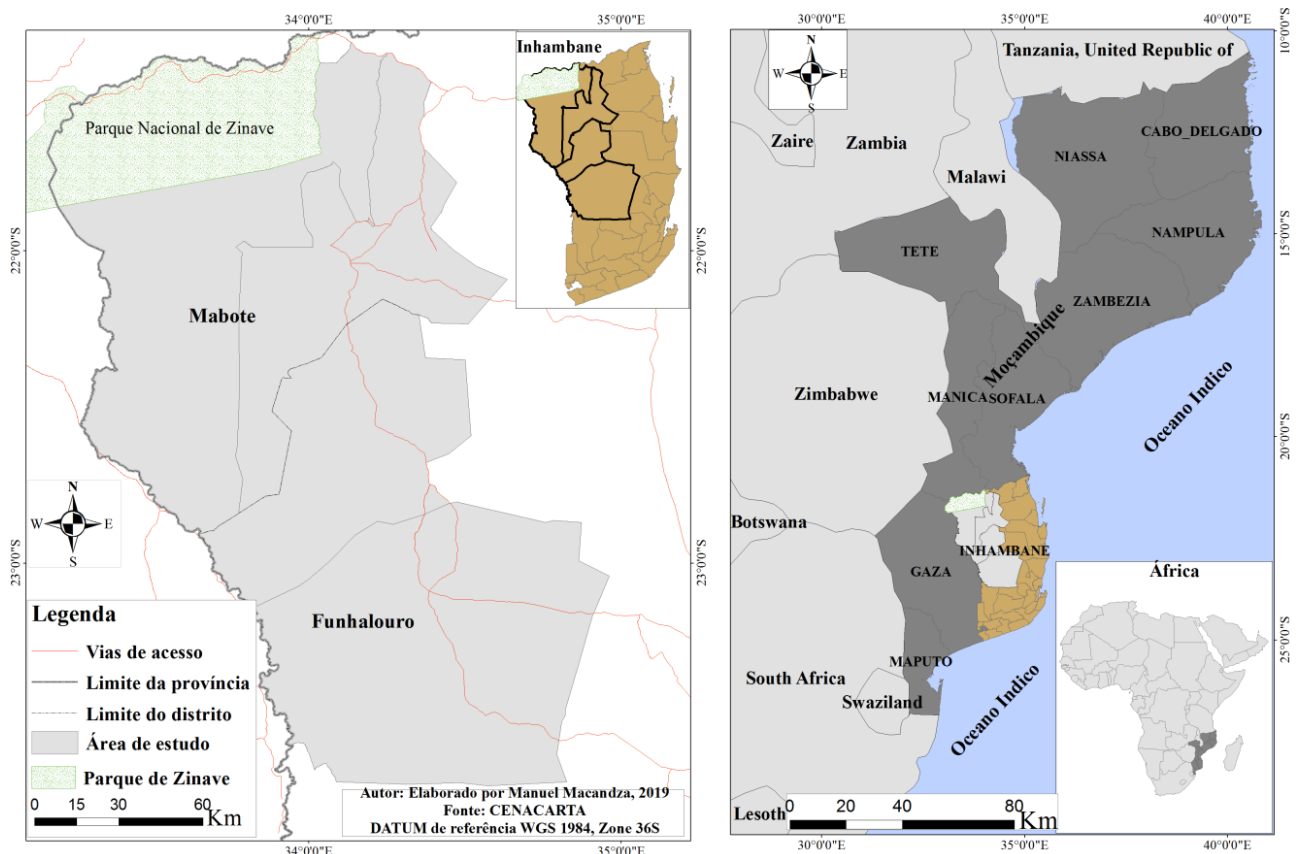 34°0'0"E
35°0'0"E
Inhambane
Parque Nacional de Zinave
22°0'0"S
22°0'0"S
Mabote
N
W
E
S
23°0'0"S
23°0'0"S
Funhalouro
Legenda
Vias de acesso
Limite da província
Limite do distrito
Área de estudo
Parque de Zinave
0 15 30 60
Km
Autor: Elaborado por Manuel Macandza, 2019
Fonte: CENACARTA
DATUM de referência WGS 1984, Zone 36S
34°0'0"E
35°0'0"E
30°0'0"E
35°0'0"E
40°0'0"E
10°0'0"S
N
W
E
S
Tanzania, United Republic of
Zaire
Zambia
CABO_DELGADO
NIASSA
Malawi
NAMPULA
15°0'0"S
TETE
ZAMBEZIA
Moçambique
Zimbabwe
MANICA
SOFALA
Oceano Indico
20°0'0"S
Botswana
INHAMBANE
GAZA
África
25°0'0"S
MAPUTO
South Africa
Swaziland
Oceano Indico
Lesoth
0 20 40 80
Km
30°0'0"E
35°0'0"E
40°0'0"E